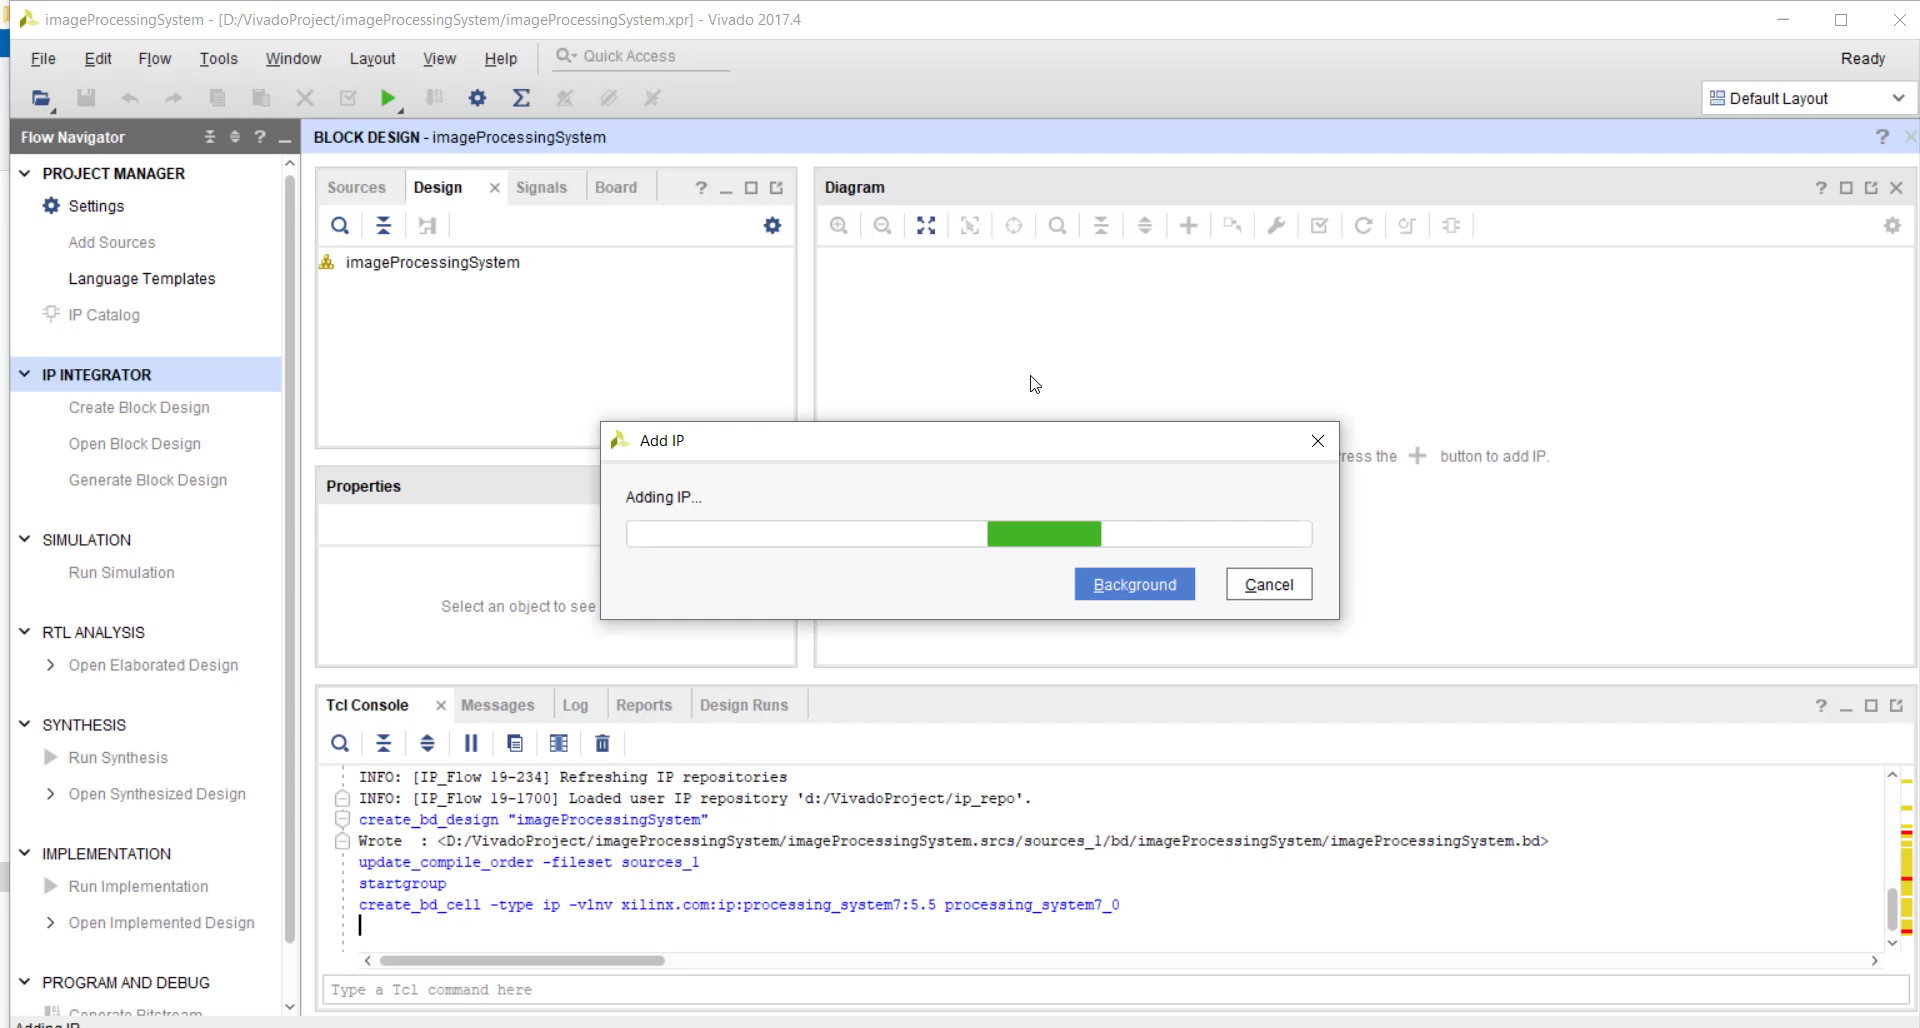 imageProcessingSystem - [D:/VivadoProject/imageProcessingSystem/imageProcessingSystem.xpr] - Vivado 2017.4
File Edit Flow Tools Window Layout View Help Quick Access Ready
Default Layout
Flow Navigator ? BLOCK DESIGN - imageProcessingSystem ?
PROJECT MANAGER
Settings
Add Sources
Language Templates
IP Catalog
IP INTEGRATOR
Create Block Design
Open Block Design
Generate Block Design
SIMULATION
Run Simulation
RTL ANALYSIS
Open Elaborated Design
SYNTHESIS
Run Synthesis
Open Synthesized Design
IMPLEMENTATION
Run Implementation
Open Implemented Design
PROGRAM AND DEBUG
Generate Bitstream
Adding IP
Sources Design Signals Board ?
imageProcessingSystem
Properties
Select an object to see
Diagram ?
ress the + button to add IP.
Add IP
Adding IP...
Background Cancel
Tcl Console Messages Log Reports Design Runs ?
INFO: [IP_Flow 19-234] Refreshing IP repositories
INFO: [IP_Flow 19-1700] Loaded user IP repository 'd:/VivadoProject/ip_repo'.
create_bd_design "imageProcessingSystem"
Wrote  : <D:/VivadoProject/imageProcessingSystem/imageProcessingSystem.srcs/sources_1/bd/imageProcessingSystem/imageProcessingSystem.bd>
update_compile_order -fileset sources_1
startgroup
create_bd_cell -type ip -vlnv xilinx.com:ip:processing_system7:5.5 processing_system7_0
Type a Tcl command here